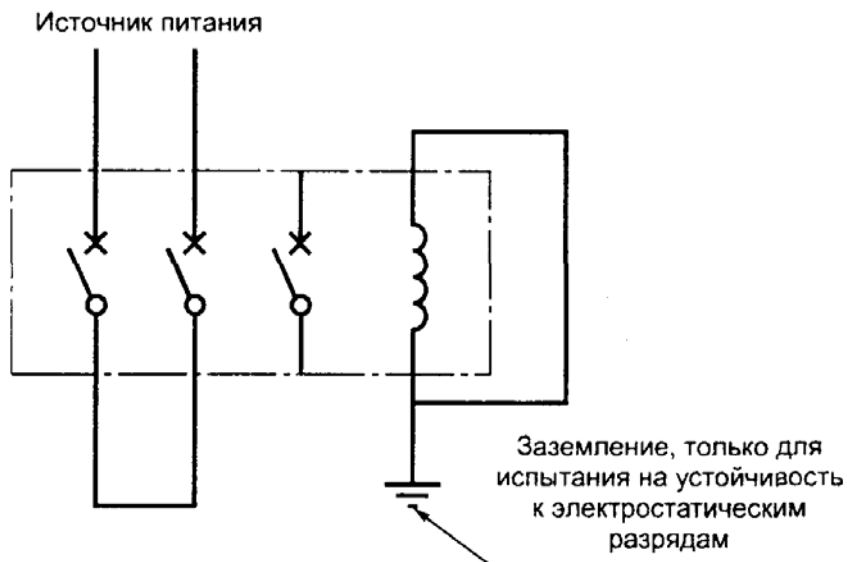 Источник питания
Заземление, только для
испытания на устойчивость
к электростатическим
разрядам